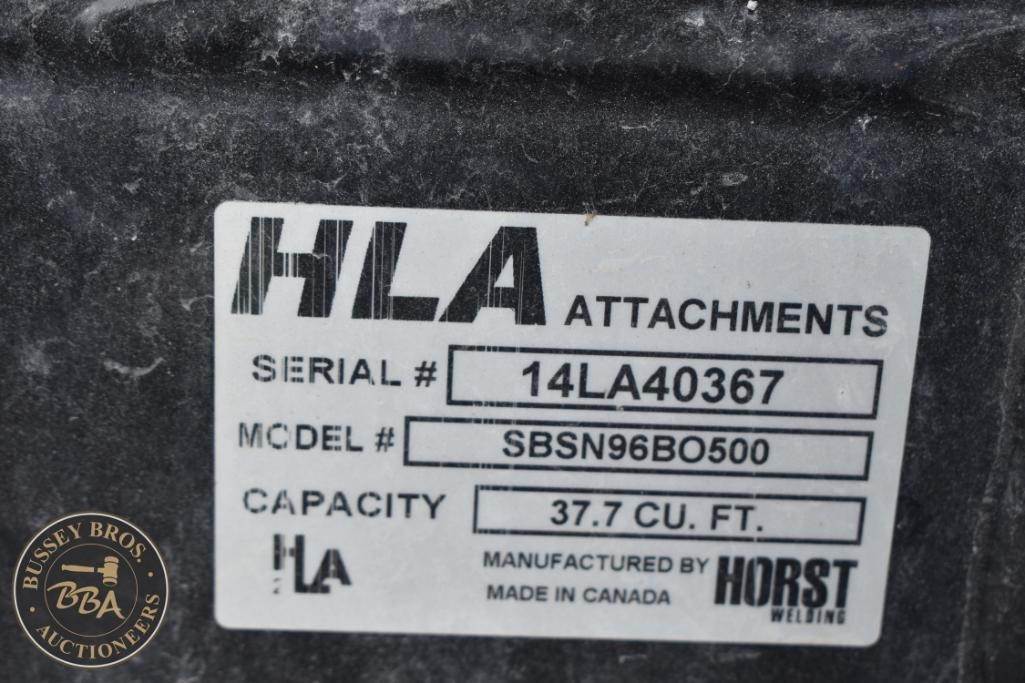 HLA ATTACHMENTS
SERIAL # 14LA40367
MODEL # SBSN96BO500
CAPACITY 37.7 CU. FT.
HLA
MANUFACTURED BY HORST
WELDING
MADE IN CANADA
BUSSEY BROS.
BBA
AUCTIONEERS